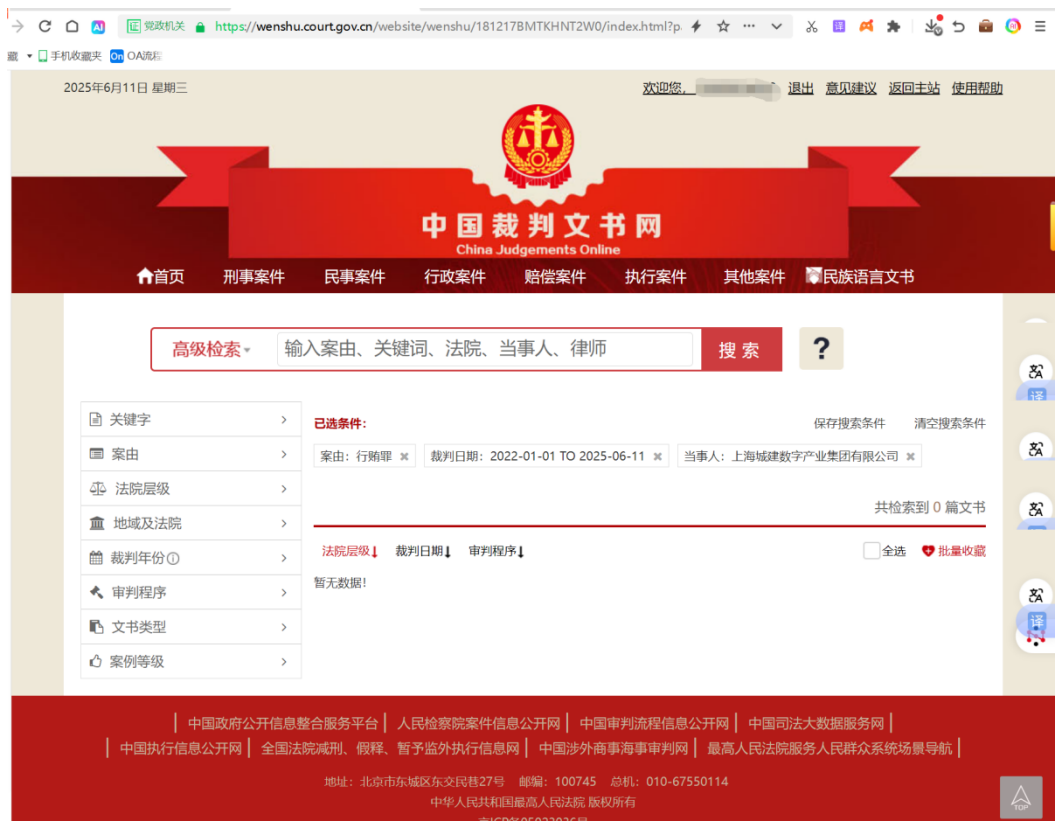 党政机关 https://wenshu.court.gov.cn/website/wenshu/181217BMTKHNT2W0/index.html?p
藏 手机收藏夹 On OA流程
2025年6月11日 星期三 欢迎您, 退出 意见建议 返回主站 使用帮助
中国裁判文书网
China Judgements Online
首页 刑事案件 民事案件 行政案件 赔偿案件 执行案件 其他案件 民族语言文书
高级检索 输入案由、关键词、法院、当事人、律师 搜索 ?
关键字
已选条件: 保存搜索条件 清空搜索条件
案由
案由：行贿罪 裁判日期：2022-01-01 TO 2025-06-11 当事人：上海城建数字产业集团有限公司
法院层级
共检索到 0 篇文书
地域及法院
裁判年份
法院层级 裁判日期 审判程序 全选 批量收藏
暂无数据!
审判程序
文书类型
案例等级
中国政府公开信息整合服务平台 人民检察院案件信息公开网 中国审判流程信息公开网 中国司法大数据服务网
中国执行信息公开网 全国法院减刑、假释、暂予监外执行信息网 中国涉外商事海事审判网 最高人民法院服务人民群众系统场景导航
地址：北京市东城区东交民巷27号 邮编：100745 总机：010-67550114
中华人民共和国最高人民法院 版权所有
TOP